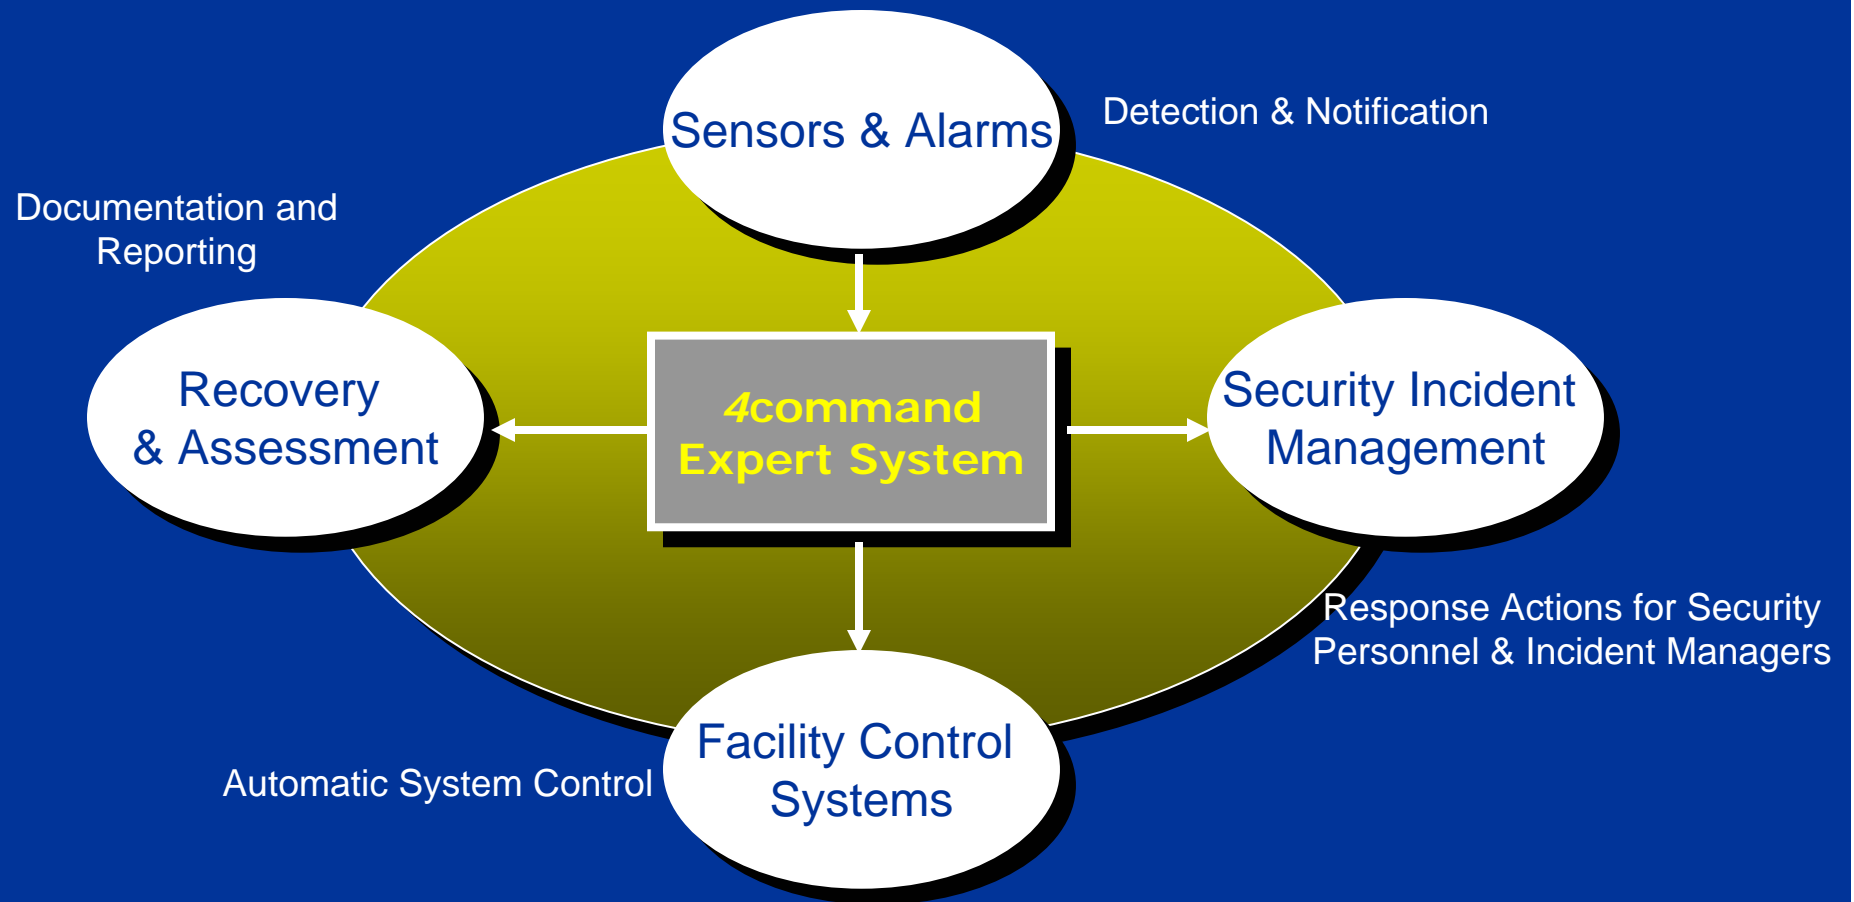 Sensors & Alarms
Detection & Notification
Documentation and
Reporting
Recovery
& Assessment
4command
Expert System
Security Incident
Management
Response Actions for Security
Personnel & Incident Managers
Facility Control
Systems
Automatic System Control